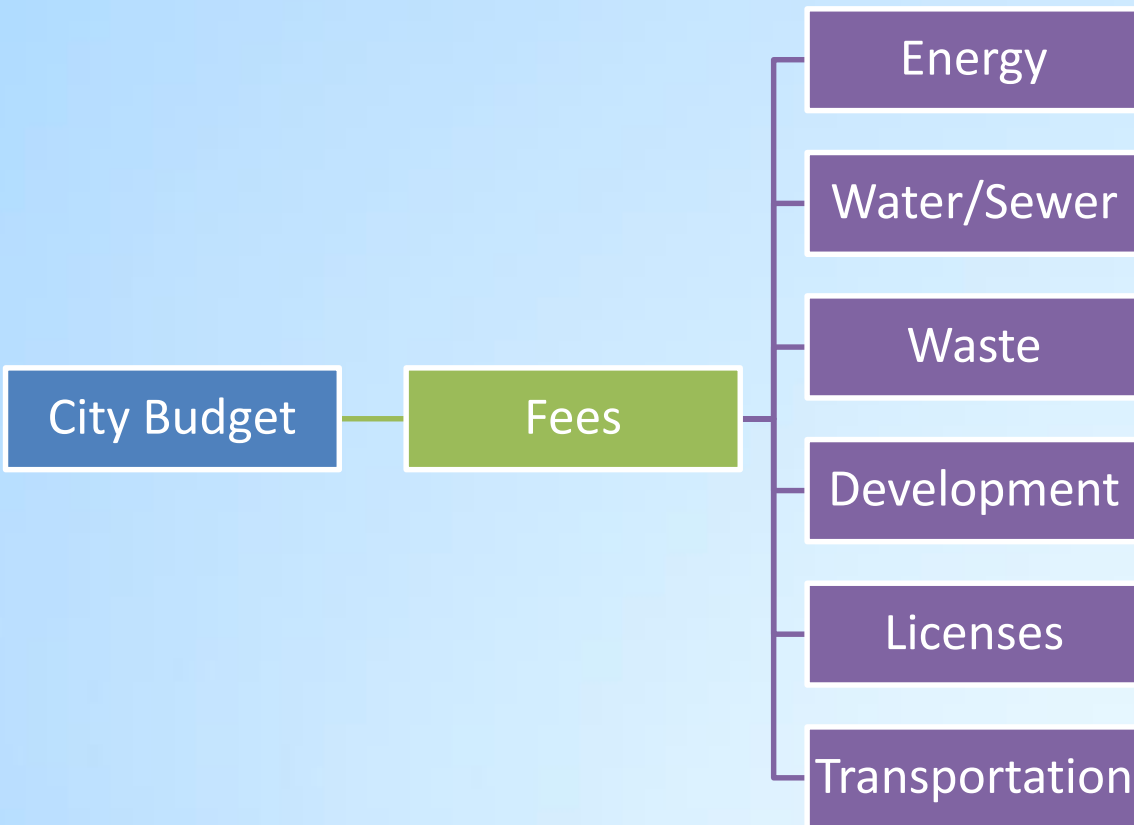 City Budget
Fees
Energy
Water/Sewer
Waste
Development
Licenses
Transportation